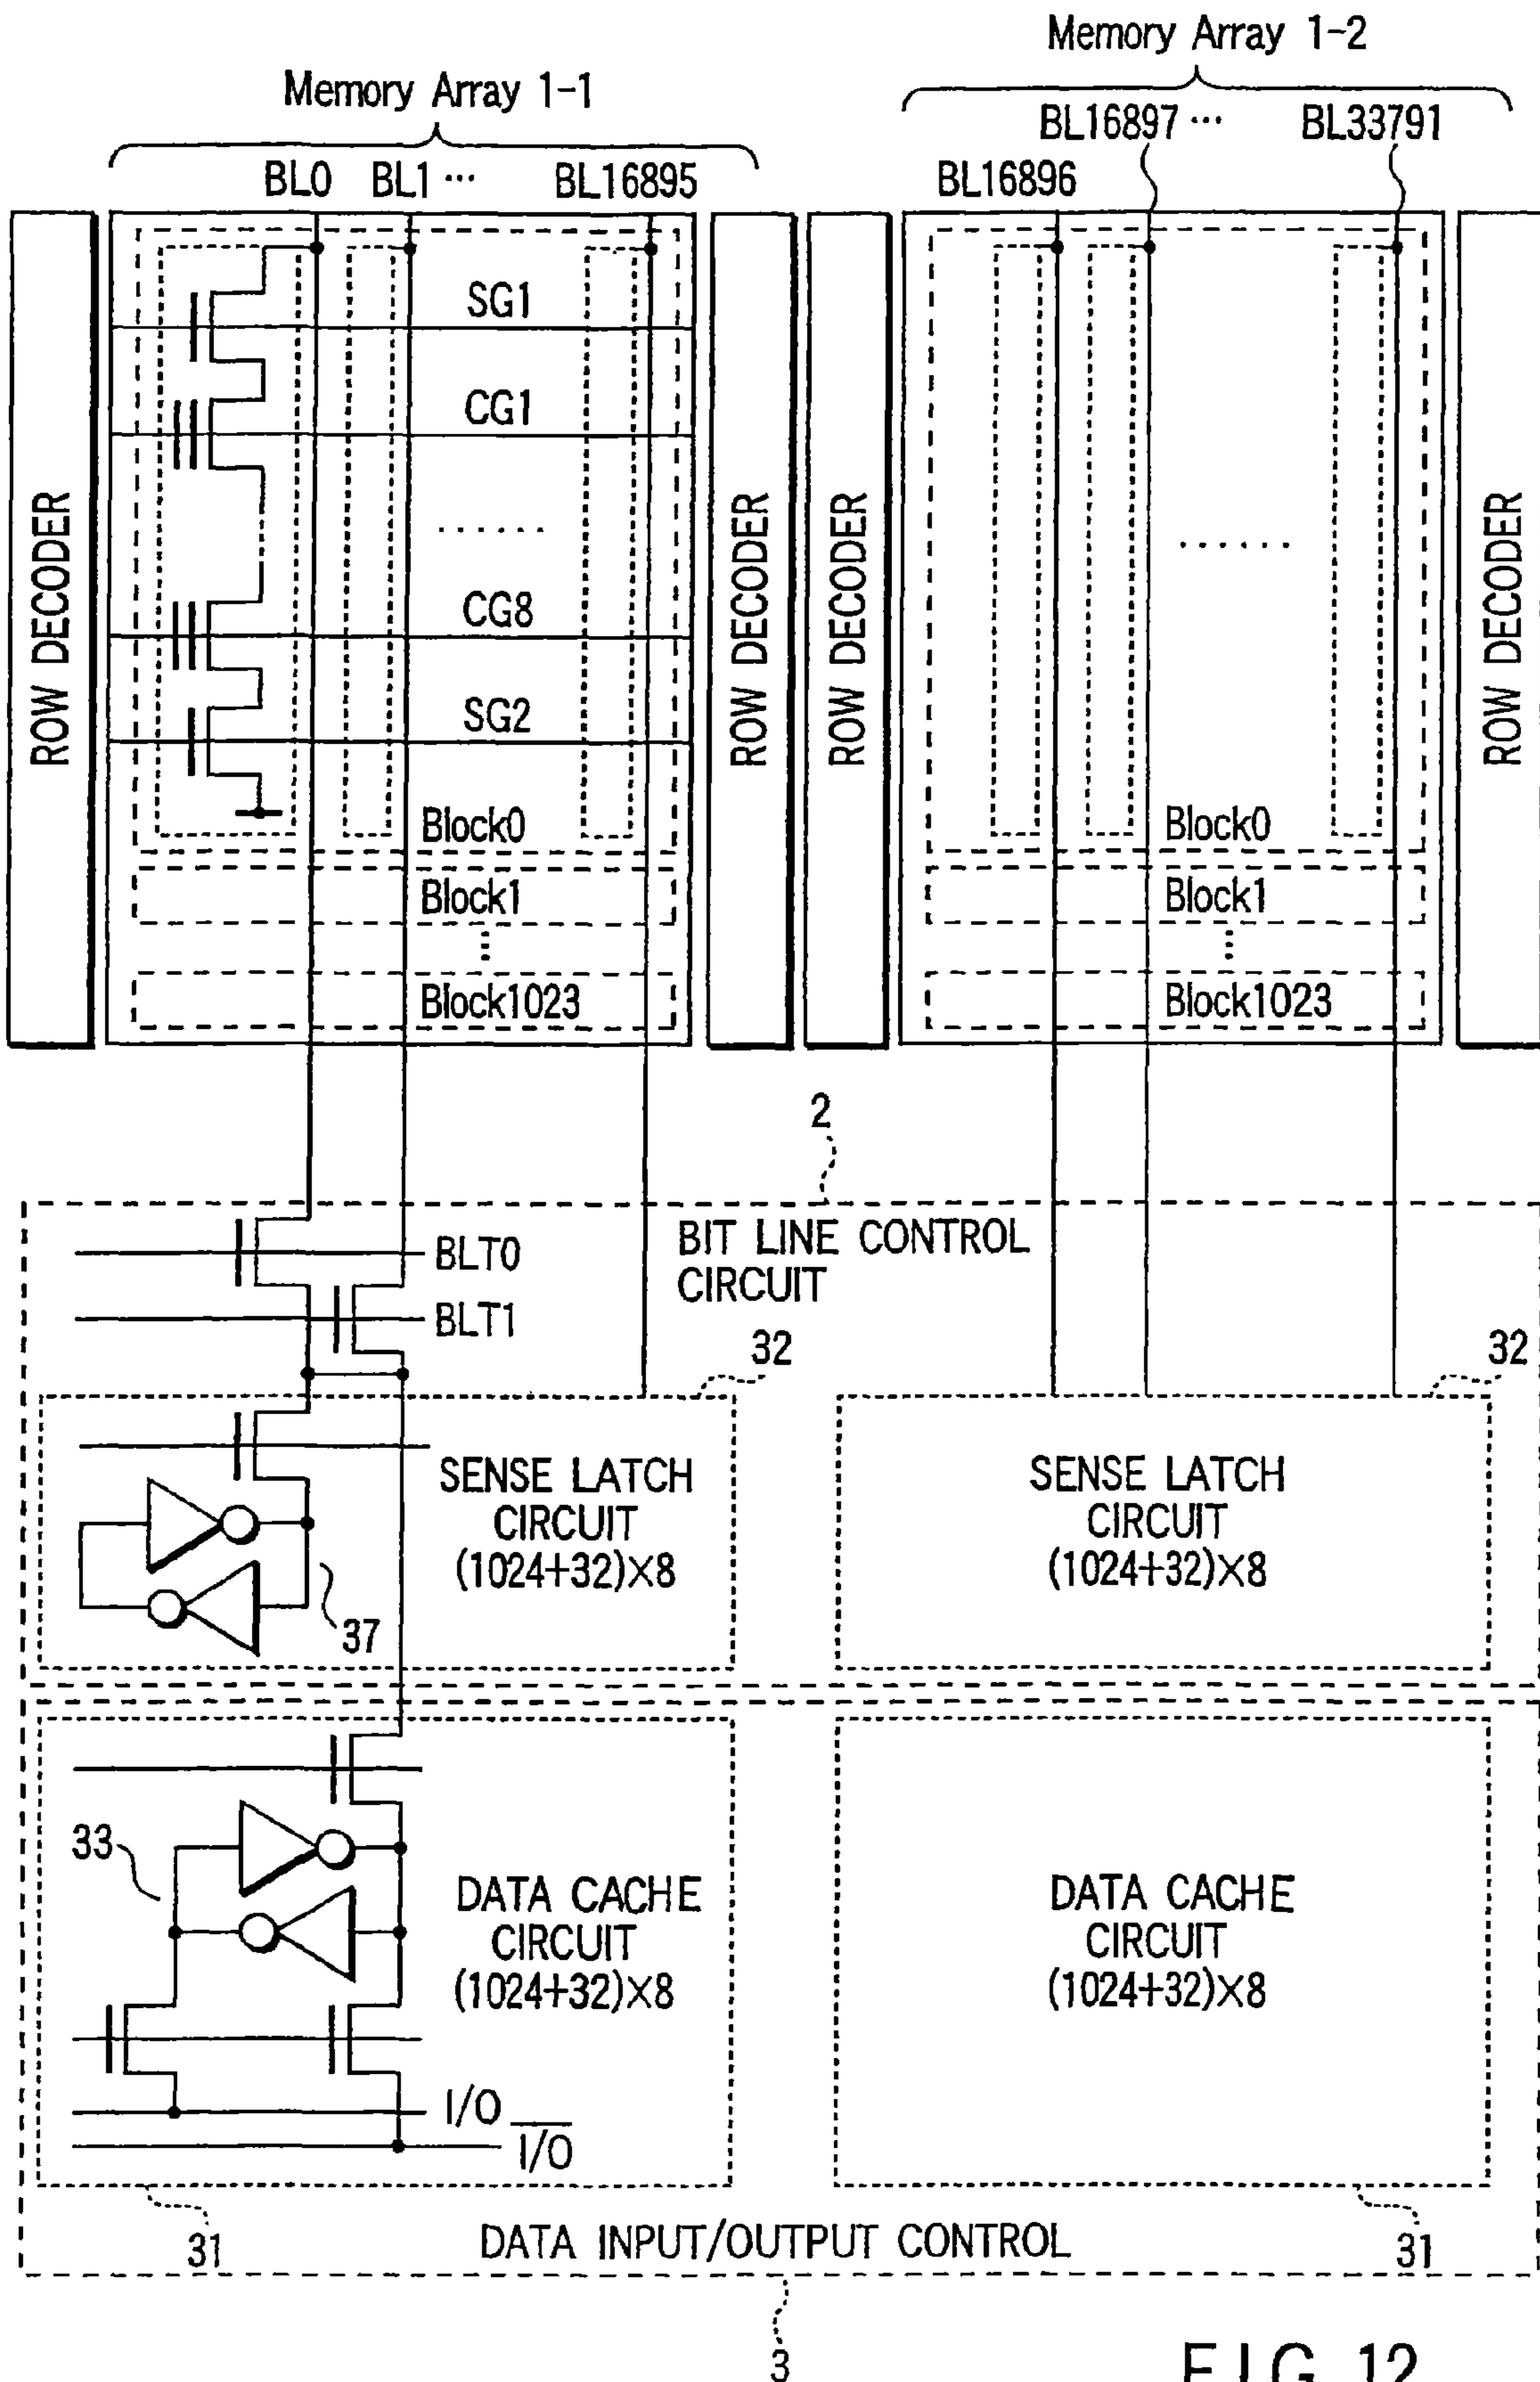 Memory Array 1-2
Memory Array 1-1
BL16897 ··· BL33791
BL0 BL1 ··· BL16895 BL16896
SG1
CG1
······
CG8
SG2
ROW DECODER
ROW DECODER
ROW DECODER
ROW DECODER
Block0
Block1
Block1023
Block0
Block1
Block1023
2
BLT0
BLT1
BIT LINE CONTROL
CIRCUIT
32
32
SENSE LATCH
CIRCUIT
(1024+32)×8
SENSE LATCH
CIRCUIT
(1024+32)×8
37
33
DATA CACHE
CIRCUIT
(1024+32)×8
DATA CACHE
CIRCUIT
(1024+32)×8
I/O
I/O
31
DATA INPUT/OUTPUT CONTROL
31
3
FIG. 12